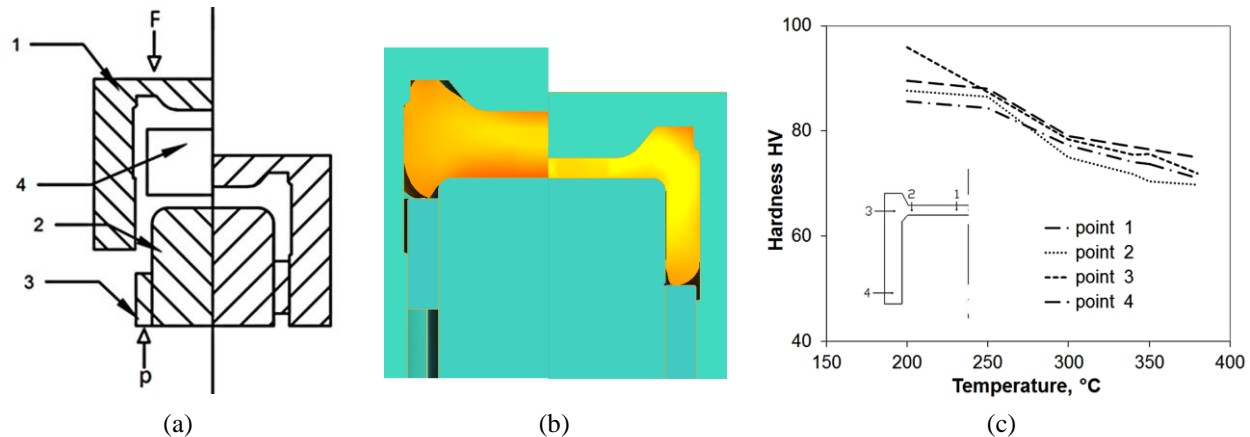 F
1
4
2
3
p
(a)
(b)
100
80
60
40
Hardness HV
150
200
250
300
350
400
Temperature, °C
2
1
3
4
point 1
point 2
point 3
point 4
(c)